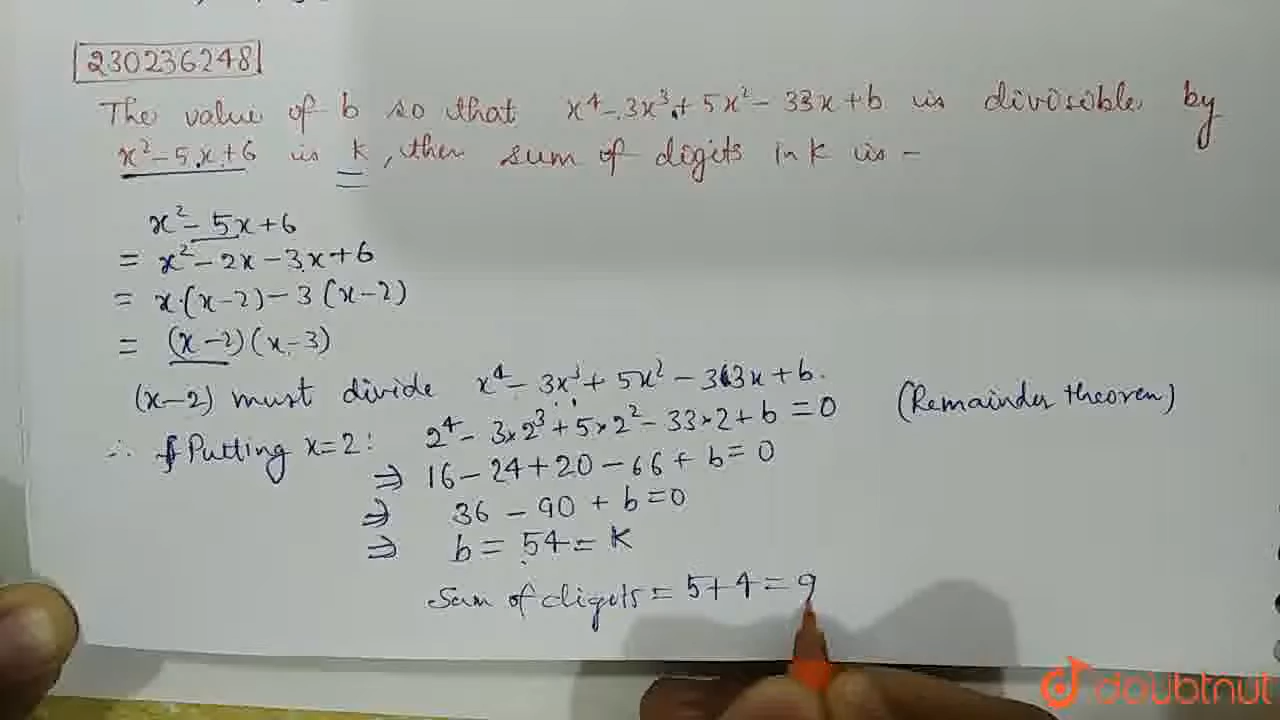 230236248
The value of b so that x⁴ - 3x³ + 5x² - 33x + b is divisible by
x² - 5x + 6 is k, then sum of digits in k is -
x² - 5x + 6
= x² - 2x - 3x + 6
= x·(x-2) - 3(x-2)
= (x-2)(x-3)
(x-2) must divide x⁴ - 3x³ + 5x² - 33x + b.
∴ Putting x=2: 2⁴ - 3×2³ + 5×2² - 33×2 + b = 0 (Remainder theorem)
⇒ 16 - 24 + 20 - 66 + b = 0
⇒ 36 - 90 + b = 0
⇒ b = 54 = K
Sum of digits = 5+4 = 9
doubtnut